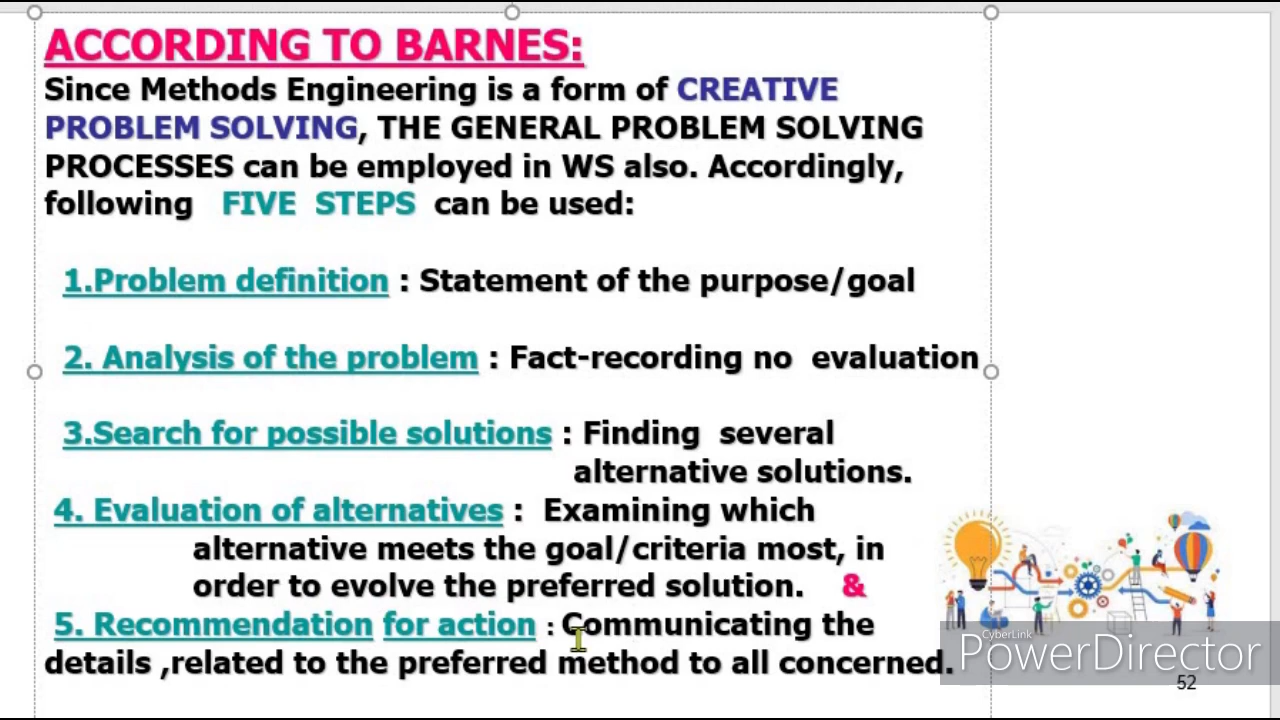 ACCORDING TO BARNES:
Since Methods Engineering is a form of CREATIVE
PROBLEM SOLVING, THE GENERAL PROBLEM SOLVING
PROCESSES can be employed in WS also. Accordingly,
following FIVE STEPS can be used:
1.Problem definition : Statement of the purpose/goal
2. Analysis of the problem : Fact-recording no evaluation
3.Search for possible solutions : Finding several
alternative solutions.
4. Evaluation of alternatives : Examining which
alternative meets the goal/criteria most, in
order to evolve the preferred solution. &
5. Recommendation for action : Communicating the
details ,related to the preferred method to all concerned.
CyberLink
PowerDirector
52